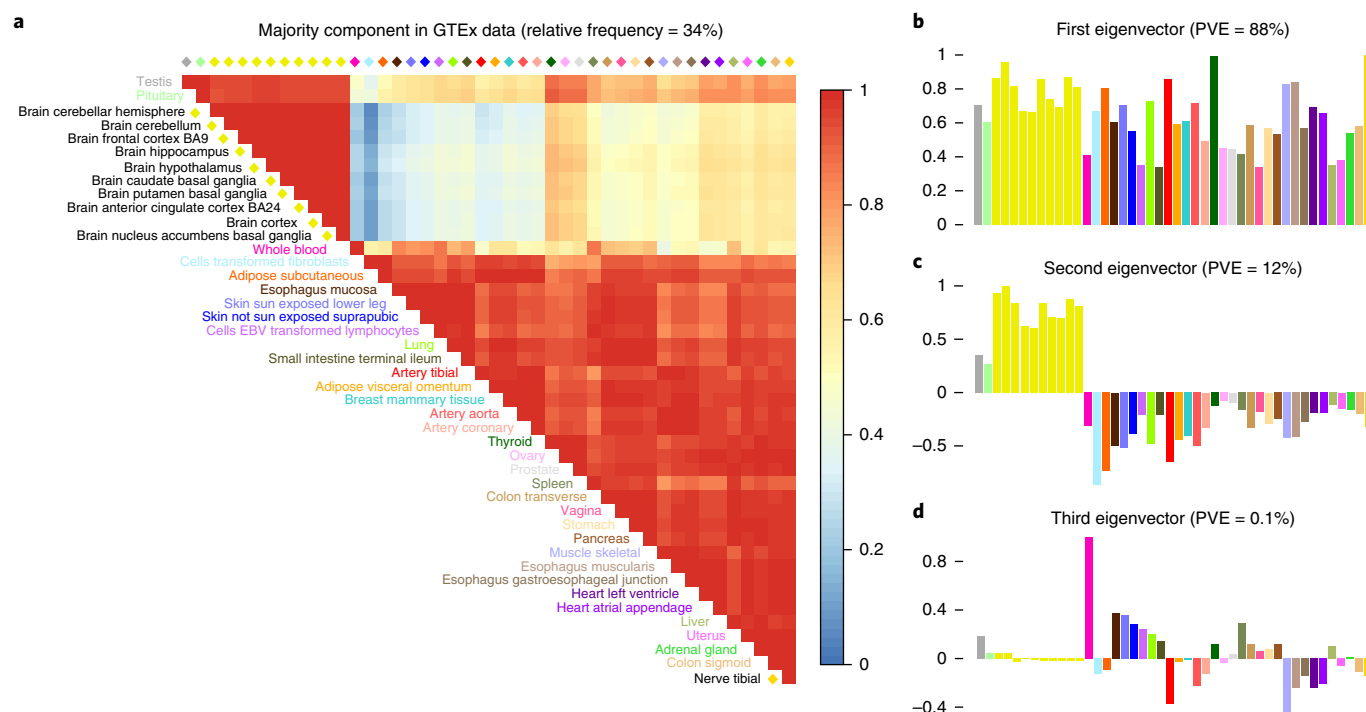 a
Majority component in GTEx data (relative frequency = 34%)
Testis
Pituitary
Brain cerebellar hemisphere
Brain cerebellum
Brain frontal cortex BA9
Brain hippocampus
Brain hypothalamus
Brain caudate basal ganglia
Brain putamen basal ganglia
Brain anterior cingulate cortex BA24
Brain cortex
Brain nucleus accumbens basal ganglia
Whole blood
Cells transformed fibroblasts
Adipose subcutaneous
Esophagus mucosa
Skin sun exposed lower leg
Skin not sun exposed suprapubic
Cells EBV transformed lymphocytes
Lung
Small intestine terminal ileum
Artery tibial
Adipose visceral omentum
Breast mammary tissue
Artery aorta
Artery coronary
Thyroid
Ovary
Prostate
Spleen
Colon transverse
Vagina
Stomach
Pancreas
Muscle skeletal
Esophagus muscularis
Esophagus gastroesophageal junction
Heart left ventricle
Heart atrial appendage
Liver
Uterus
Adrenal gland
Colon sigmoid
Nerve tibial
1
0.8
0.6
0.4
0.2
0
b
First eigenvector (PVE = 88%)
1
0.8
0.6
0.4
0.2
0
c
Second eigenvector (PVE = 12%)
1
0.5
0
–0.5
d
Third eigenvector (PVE = 0.1%)
0.8
0.4
0
–0.4